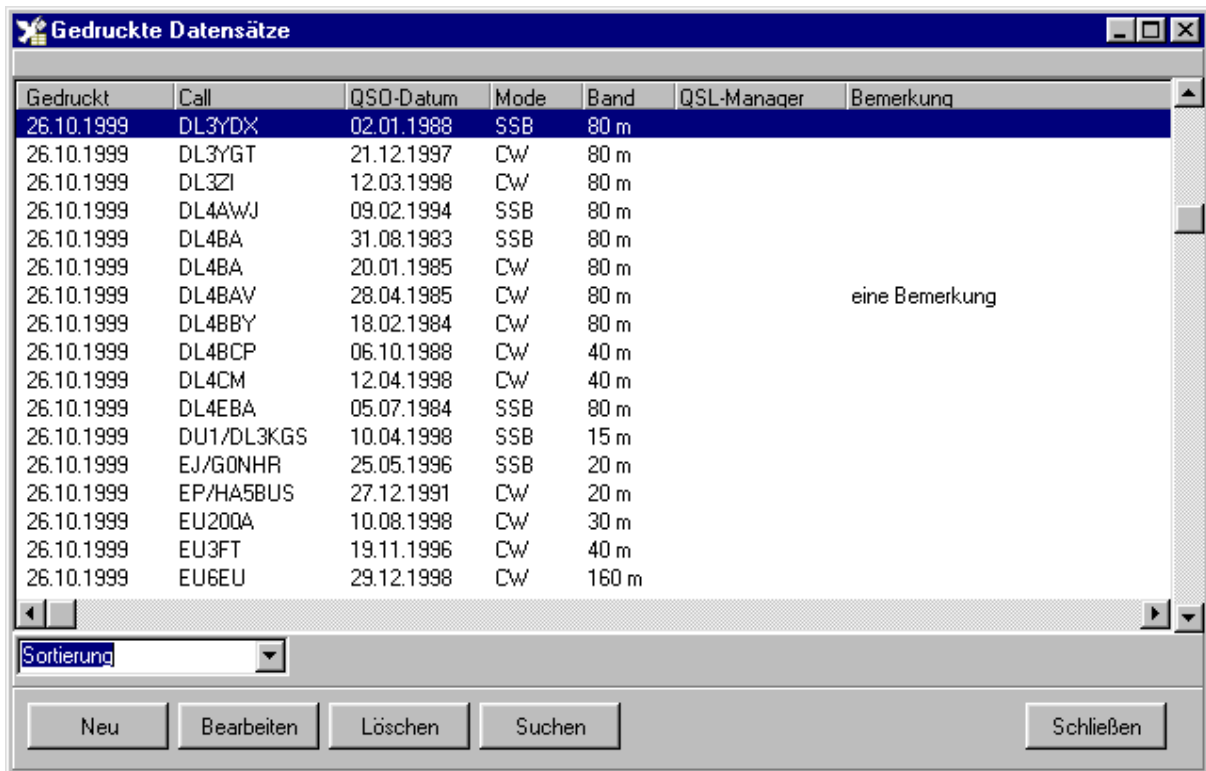 Gedruckte Datensätze
Gedruckt Call QSO-Datum Mode Band QSL-Manager Bemerkung
26.10.1999 DL3YDX 02.01.1988 SSB 80 m
26.10.1999 DL3YGT 21.12.1997 CW 80 m
26.10.1999 DL3ZI 12.03.1998 CW 80 m
26.10.1999 DL4AWJ 09.02.1994 SSB 80 m
26.10.1999 DL4BA 31.08.1983 SSB 80 m
26.10.1999 DL4BA 20.01.1985 CW 80 m
26.10.1999 DL4BAV 28.04.1985 CW 80 m eine Bemerkung
26.10.1999 DL4BBY 18.02.1984 CW 80 m
26.10.1999 DL4BCP 06.10.1988 CW 40 m
26.10.1999 DL4CM 12.04.1998 CW 40 m
26.10.1999 DL4EBA 05.07.1984 SSB 80 m
26.10.1999 DU1/DL3KGS 10.04.1998 SSB 15 m
26.10.1999 EJ/G0NHR 25.05.1996 SSB 20 m
26.10.1999 EP/HA5BUS 27.12.1991 CW 20 m
26.10.1999 EU200A 10.08.1998 CW 30 m
26.10.1999 EU3FT 19.11.1996 CW 40 m
26.10.1999 EU6EU 29.12.1998 CW 160 m
Sortierung
Neu Bearbeiten Löschen Suchen Schließen